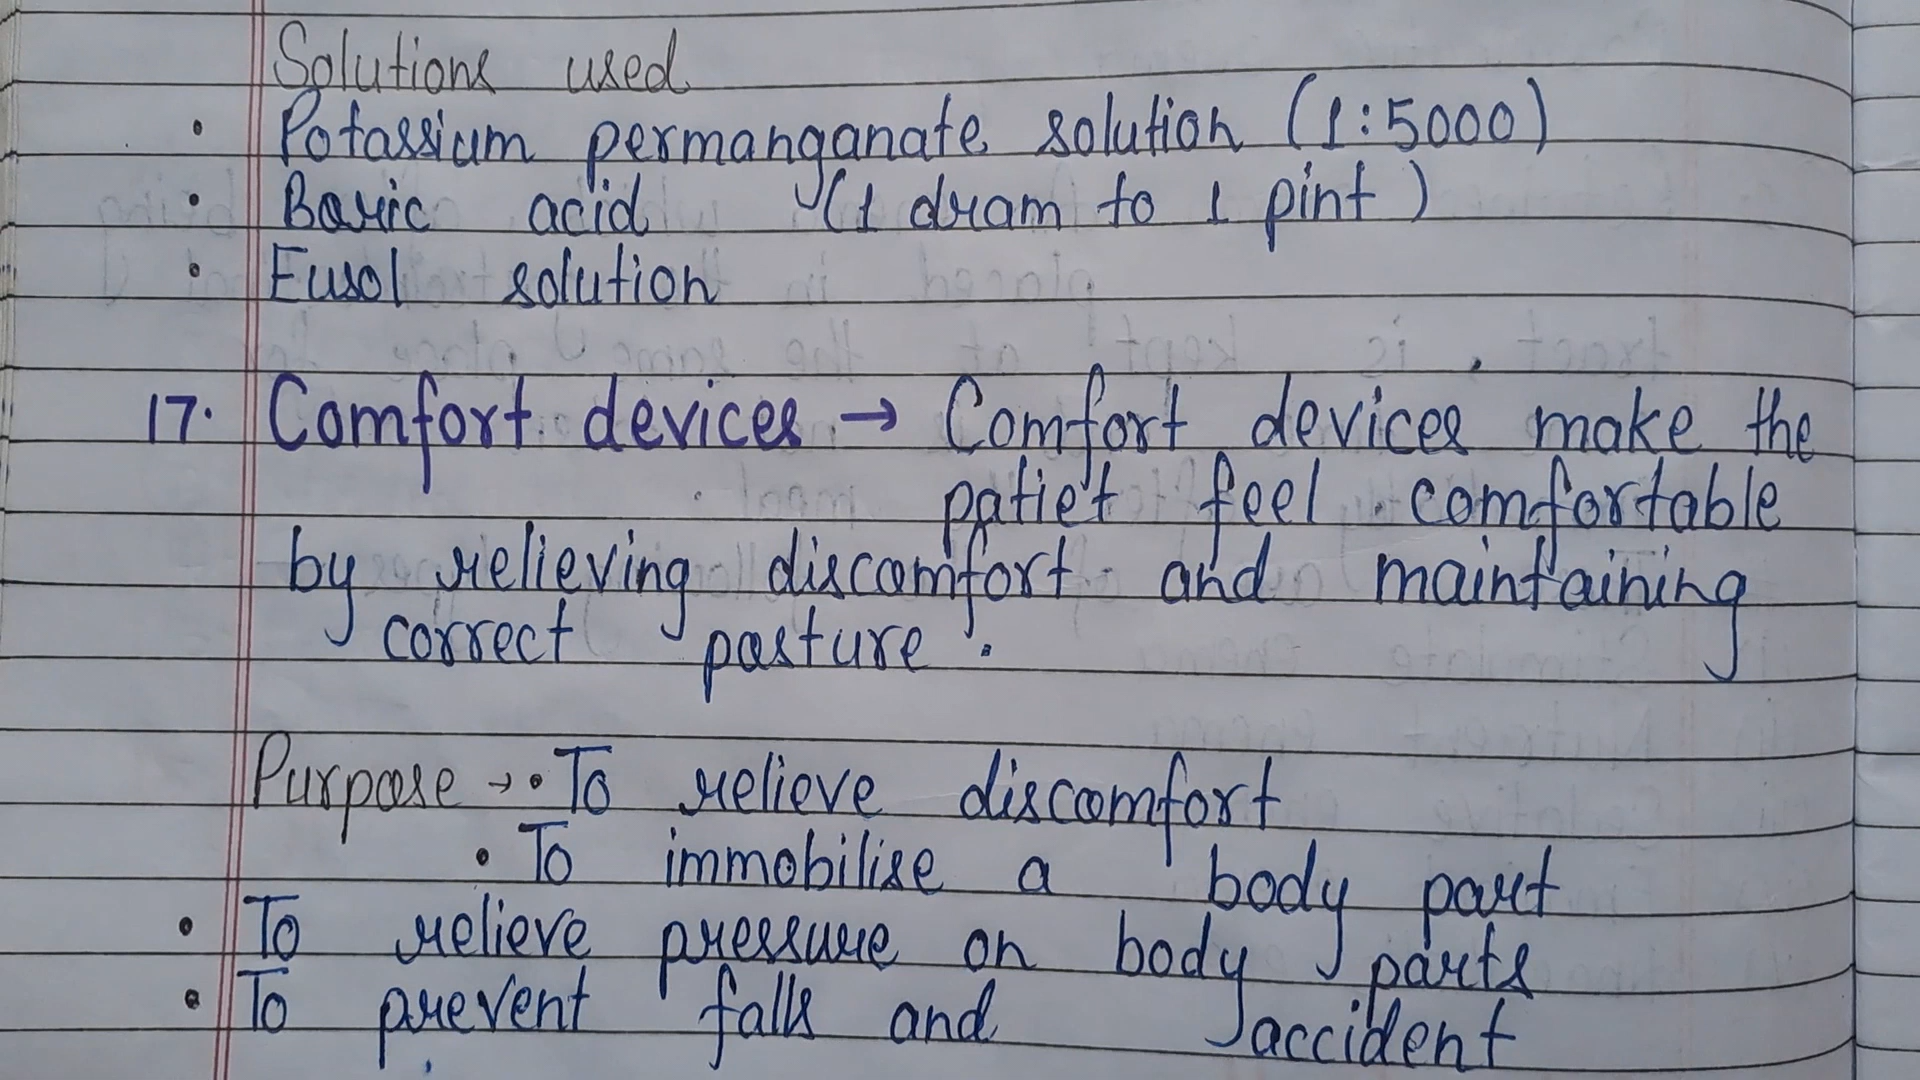 Solutions used
• Potassium permanganate solution (1:5000)
• Boric acid (1 dram to 1 pint)
• Eusol solution
17. Comfort devices → Comfort devices make the
patiet feel comfortable
by relieving discomfort and maintaining
correct posture.
Purpose → • To relieve discomfort
• To immobilise a body part
• To relieve pressure on body parts
• To prevent falls and accident